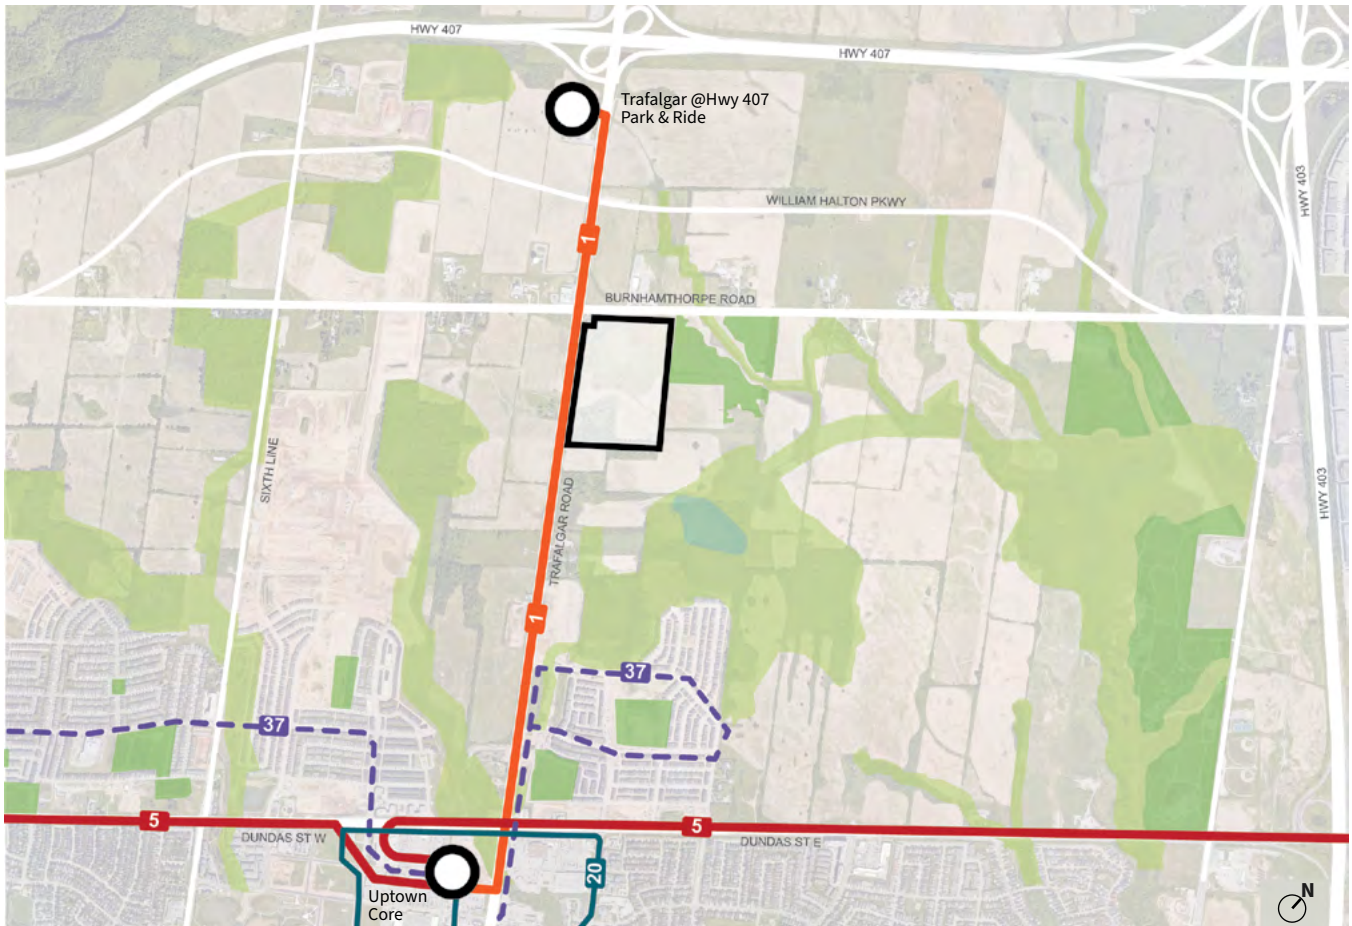 HWY 407
HWY 407
Trafalgar @Hwy 407
Park & Ride
HWY 403
WILLIAM HALTON PKWY
1
BURNHAMTHORPE ROAD
SIXTH LINE
TRAFALGAR ROAD
HWY 403
1
37
37
5
5
DUNDAS ST W
DUNDAS ST E
20
Uptown
Core
N